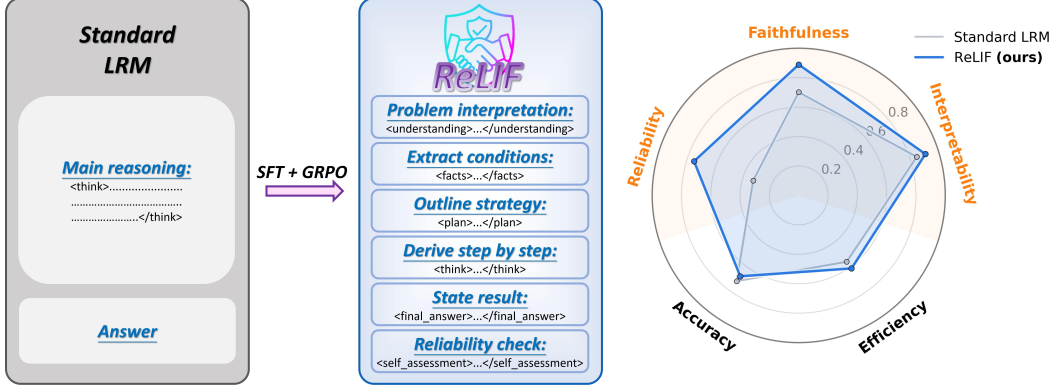 Standard
LRM
Main reasoning:
<think>........................
.....................................
.......................</think>
Answer
SFT + GRPO
ReLIF
Problem interpretation:
<understanding>...</understanding>
Extract conditions:
<facts>...</facts>
Outline strategy:
<plan>...</plan>
Derive step by step:
<think>...</think>
State result:
<final_answer>...</final_answer>
Reliability check:
<self_assessment>...</self_assessment>
Faithfulness
Reliability
Interpretability
Accuracy
Efficiency
0.2
0.4
0.6
0.8
Standard LRM
ReLIF (ours)